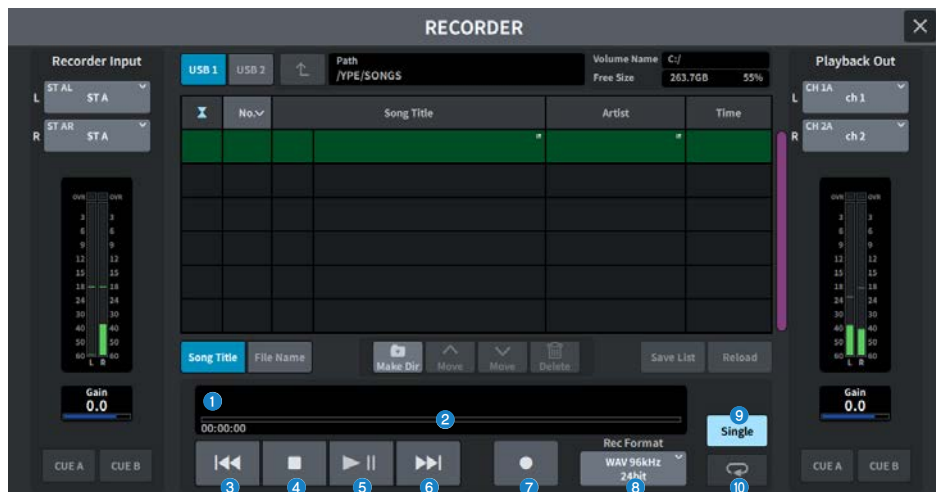 RECORDER
Recorder Input
L
ST AL
ST A
R
ST AR
ST A
OVR OVR
3 3
6 6
9 9
12 12
15 15
18 18
24 24
30 30
40 40
50 50
60 60
L R
Gain
0.0
CUE A CUE B
USB 1 USB 2
Path
/YPE/SONGS
Volume Name C:/
Free Size 263.7GB 55%
No. Song Title Artist Time
Song Title File Name
Make Dir Move Move Delete
Save List Reload
1
00:00:00
2
3 4 5 6 7
Rec Format
WAV 96kHz
24bit
8
9
Single
10
Playback Out
L
CH 1A
ch 1
R
CH 2A
ch 2
OVR OVR
3 3
6 6
9 9
12 12
15 15
18 18
24 24
30 30
40 40
50 50
60 60
L R
Gain
0.0
CUE A CUE B